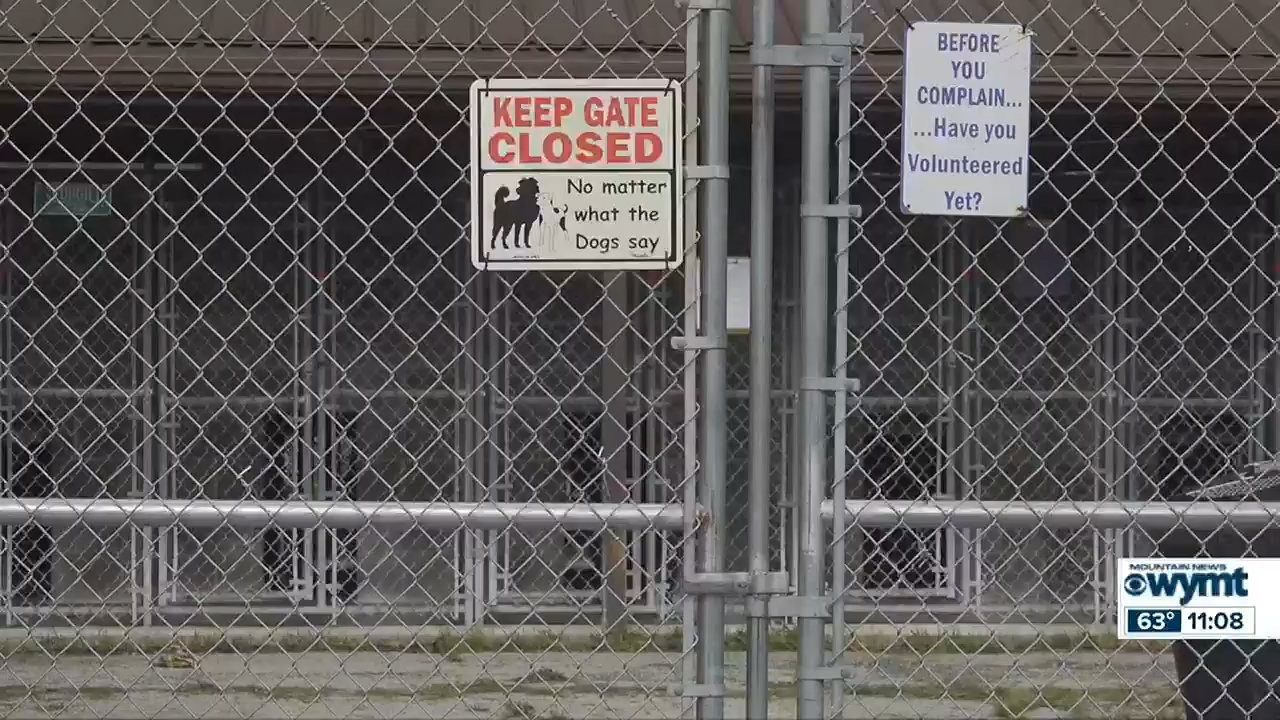 KEEP GATE
CLOSED
No matter
what the
Dogs say
BEFORE
YOU
COMPLAIN...
...Have you
Volunteered
Yet?
MOUNTAIN NEWS
wymt
63° 11:08